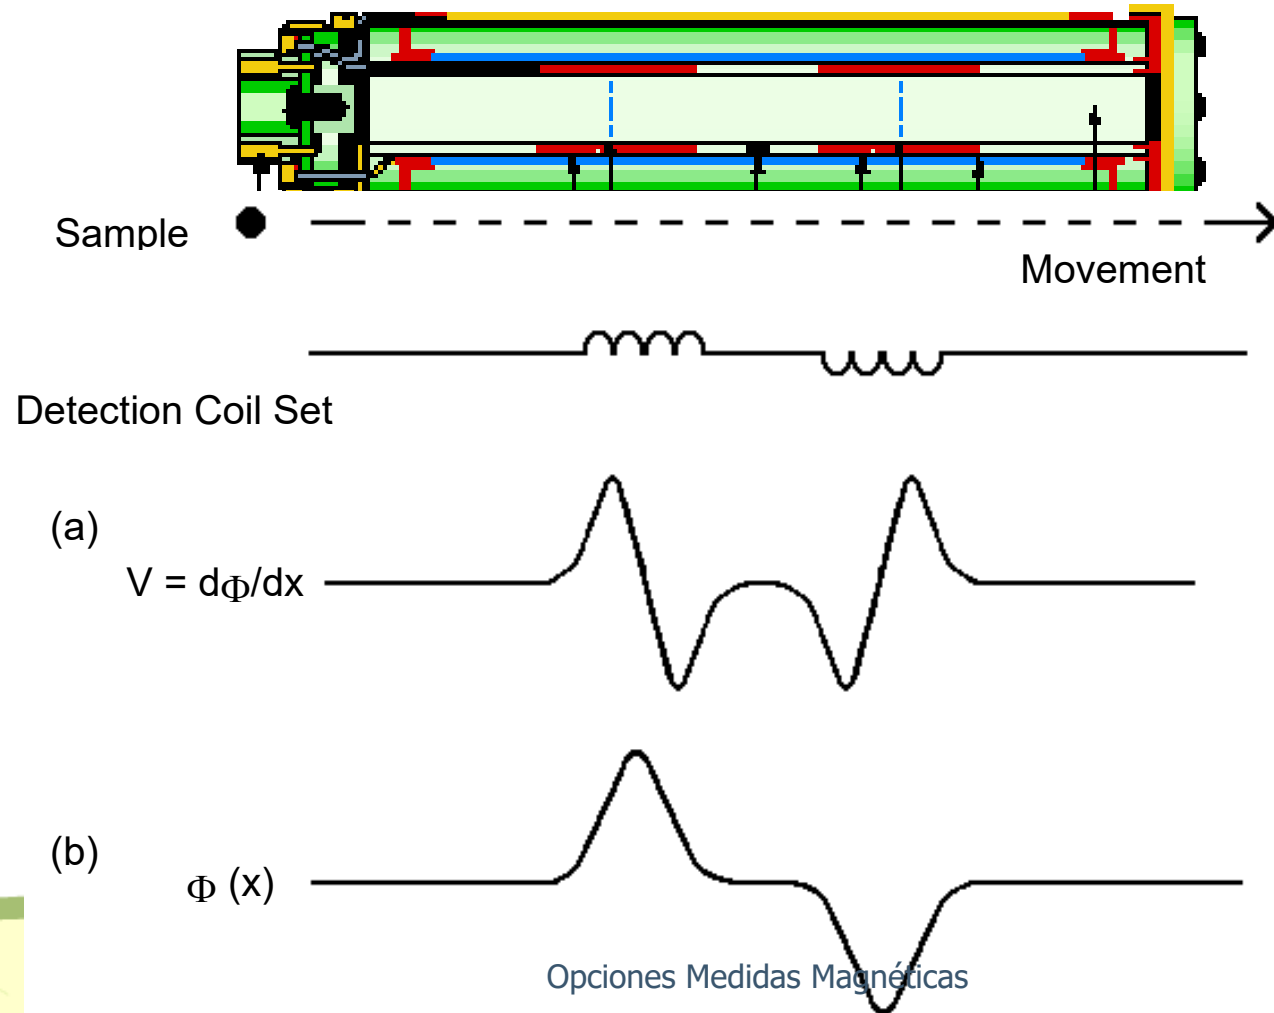 Sample
Movement
Detection Coil Set
(a)
V = dΦ/dx
(b)
Φ (x)
Opciones Medidas Magnéticas